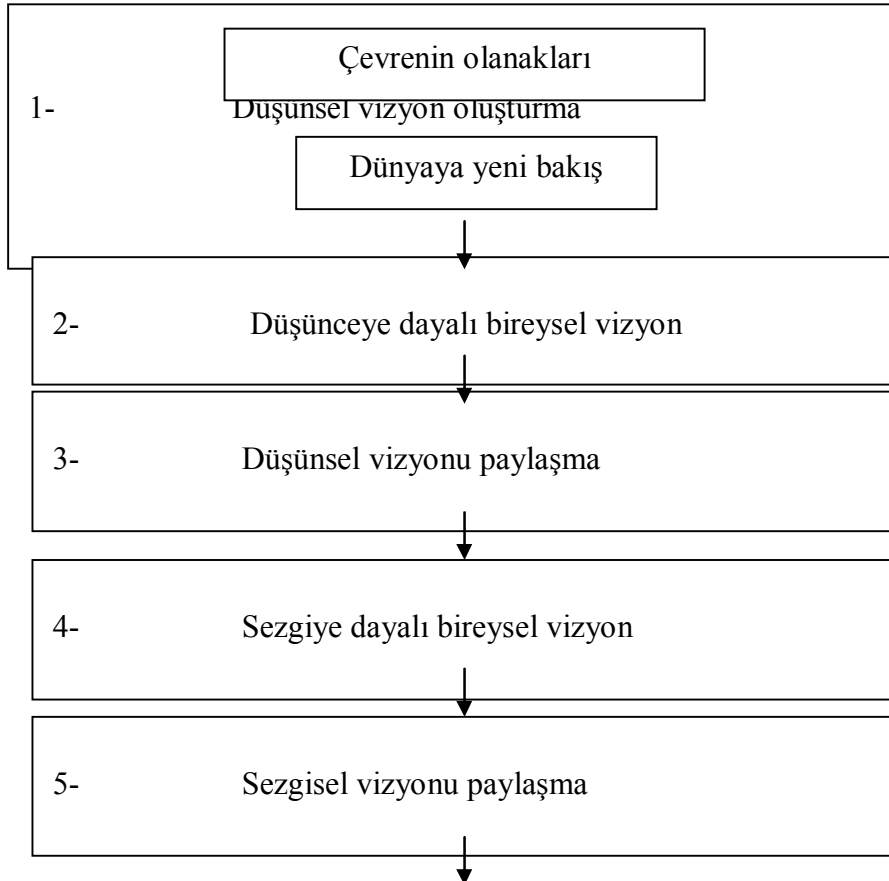 Çevrenin olanakları
1- Düşünsel vizyon oluşturma
Dünyaya yeni bakış
2- Düşünceye dayalı bireysel vizyon
3- Düşünsel vizyonu paylaşma
4- Sezgiye dayalı bireysel vizyon
5- Sezgisel vizyonu paylaşma